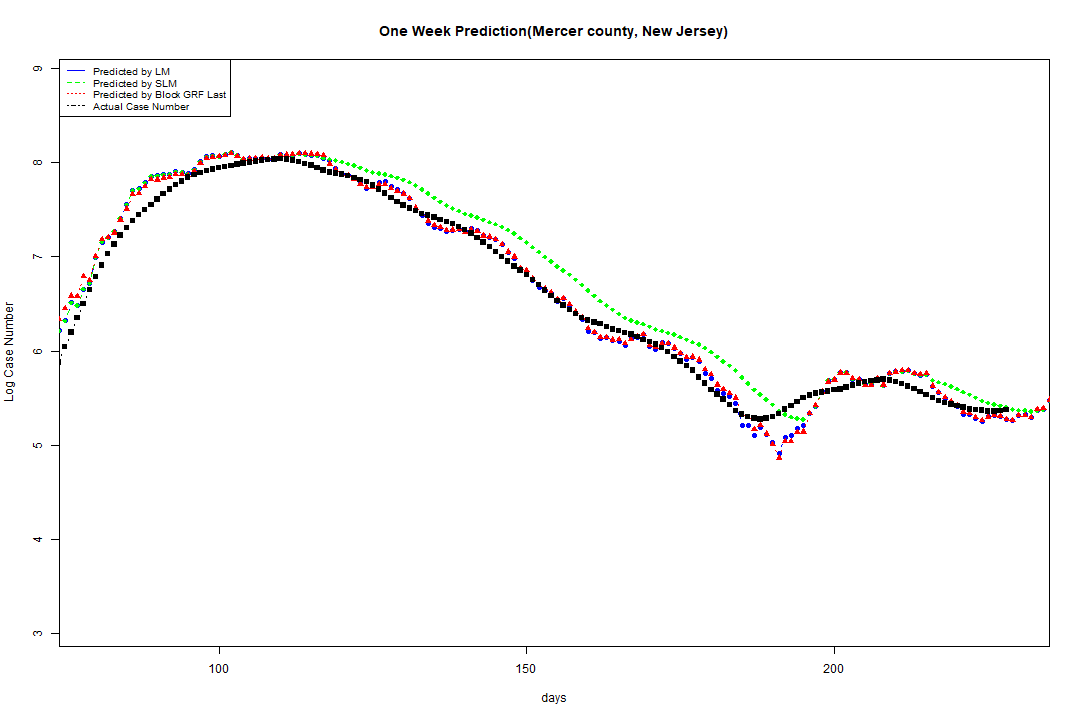 One Week Prediction(Mercer county, New Jersey)
Predicted by LM
Predicted by SLM
Predicted by Block GRF Last
Actual Case Number
9
8
7
6
5
4
3
Log Case Number
100 150 200
days